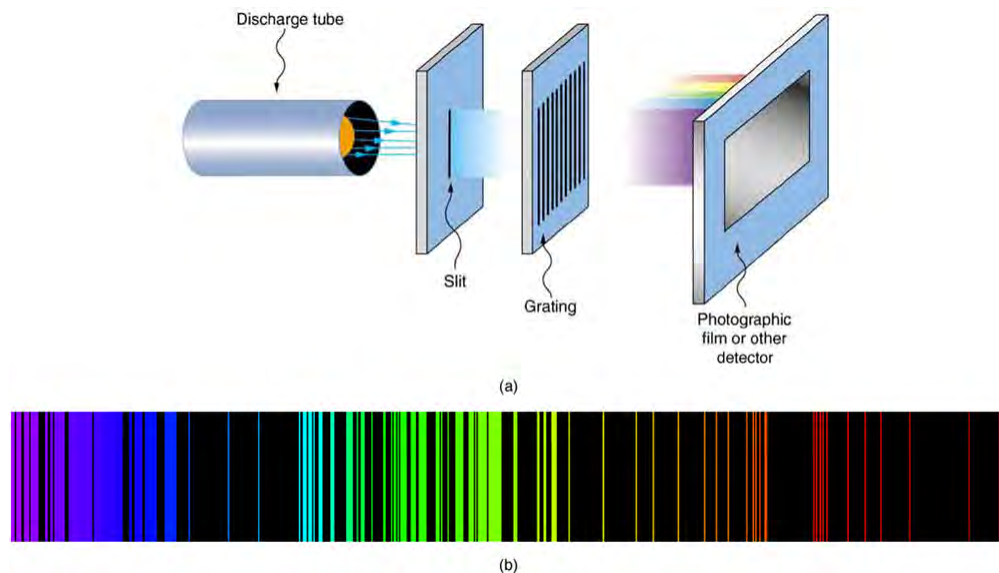 Discharge tube
Slit
Grating
Photographic
film or other
detector
(a)
(b)